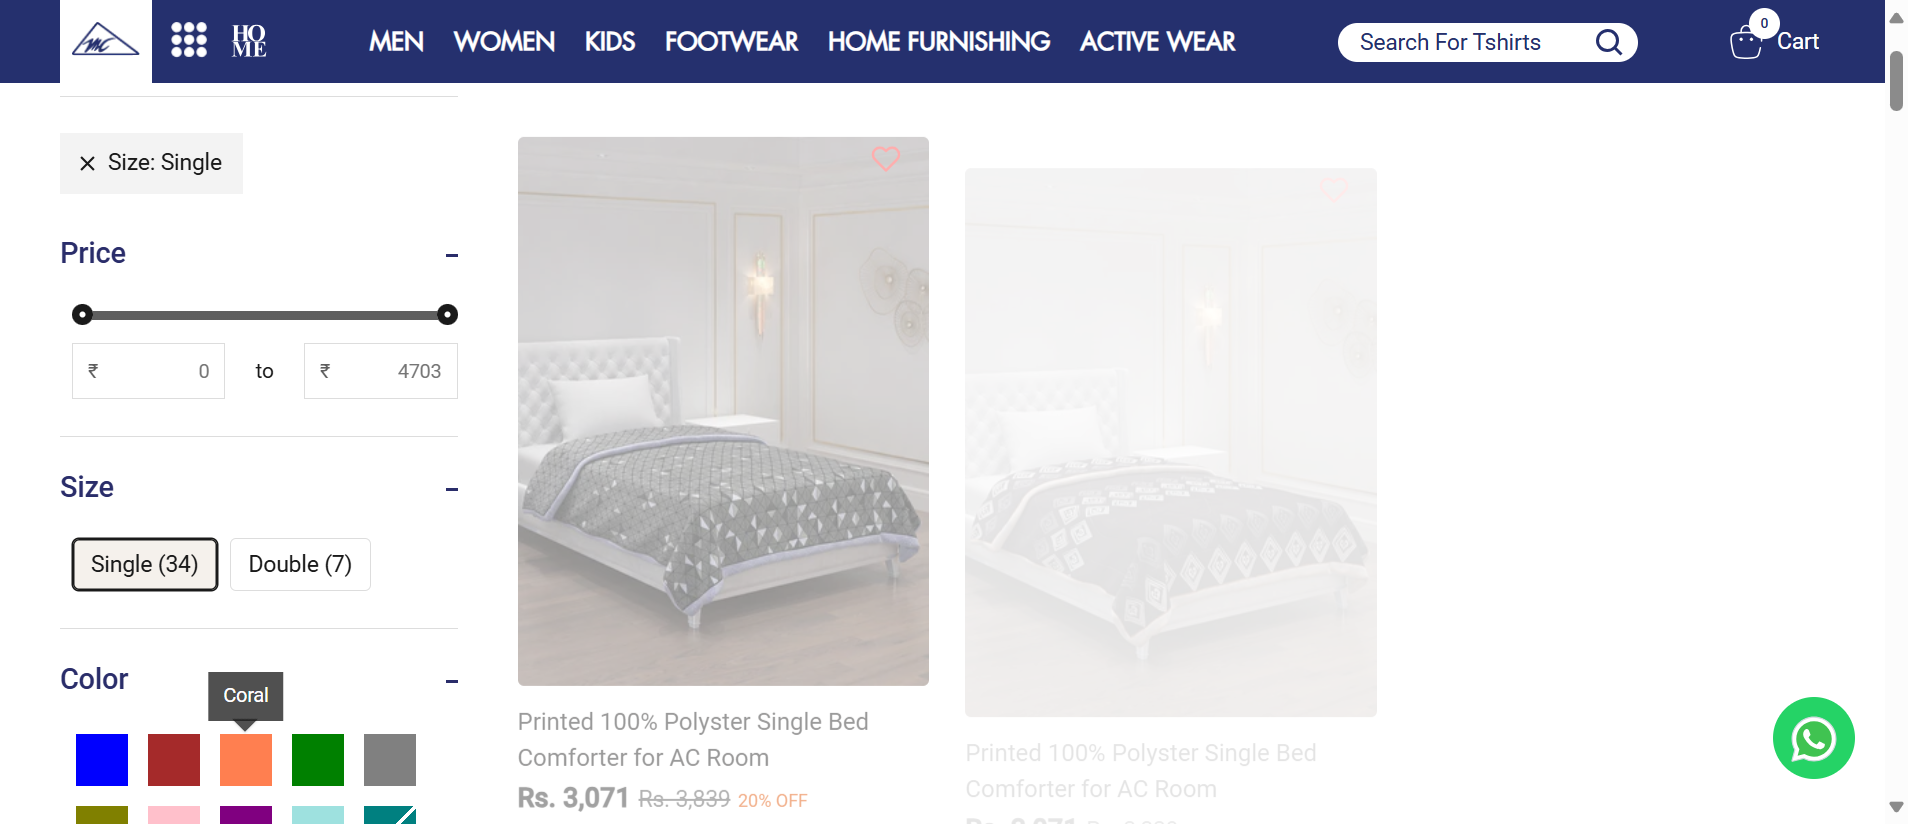 MC
HO
ME
MEN WOMEN KIDS FOOTWEAR HOME FURNISHING ACTIVE WEAR
Search For Tshirts
0
Cart
Size: Single
Price
₹ 0 to ₹ 4703
Size
Single (34) Double (7)
Color
Coral
Printed 100% Polyster Single Bed
Comforter for AC Room
Rs. 3,071 Rs. 3,839 20% OFF
Printed 100% Polyster Single Bed
Comforter for AC Room